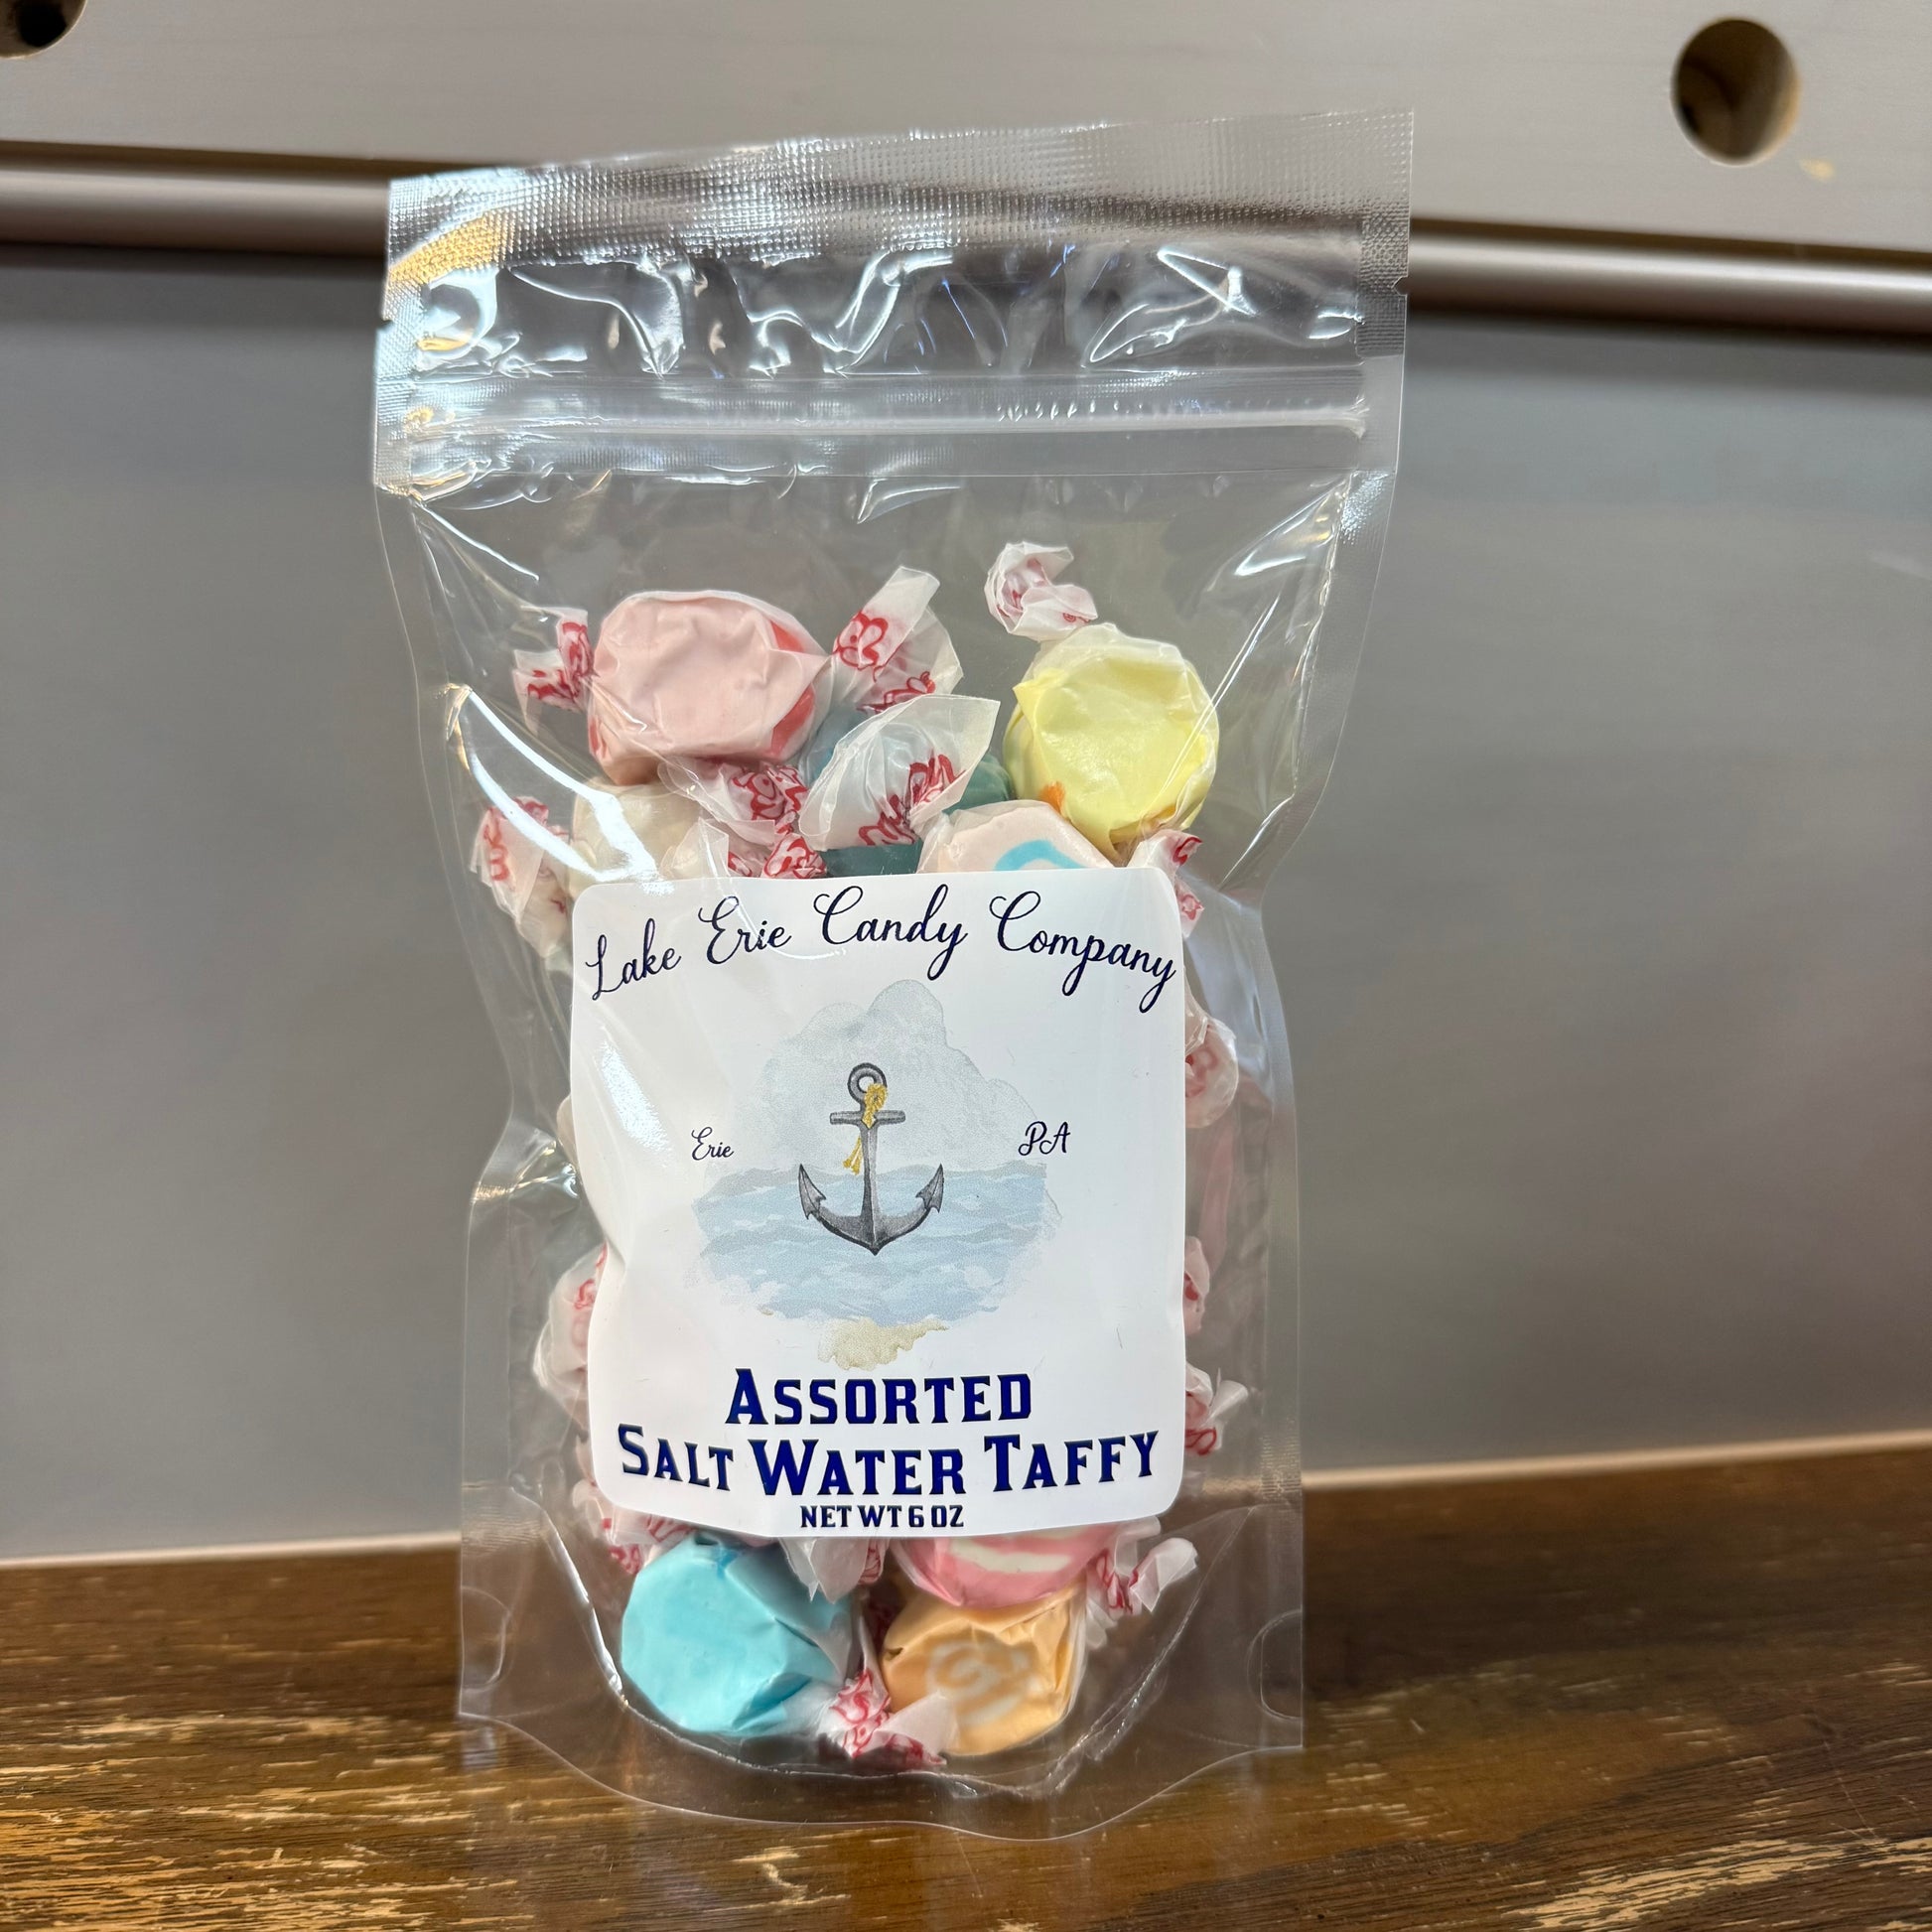 Lake Erie Candy Company
Erie PA
ASSORTED
SALT WATER TAFFY
NET WT 6 OZ